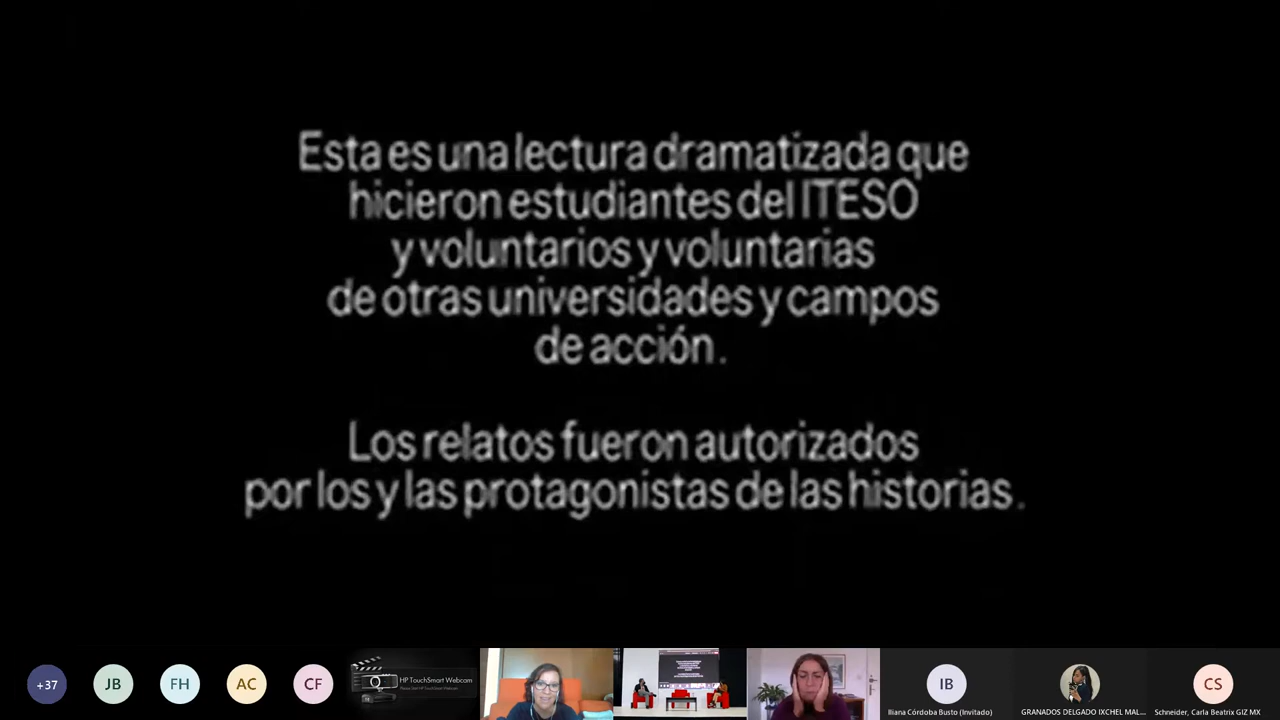 Esta es una lectura dramatizada que
hicieron estudiantes del ITESO
y voluntarios y voluntarias
de otras universidades y campos
de acción.
Los relatos fueron autorizados
por los y las protagonistas de las historias.
+37
JB
FH
AC
CF
HP TouchSmart Webcam
IB
Iliana Córdoba Busto (Invitado)
GRANADOS DELGADO IXCHEL MAL...
CS
Schneider, Carla Beatrix GIZ MX